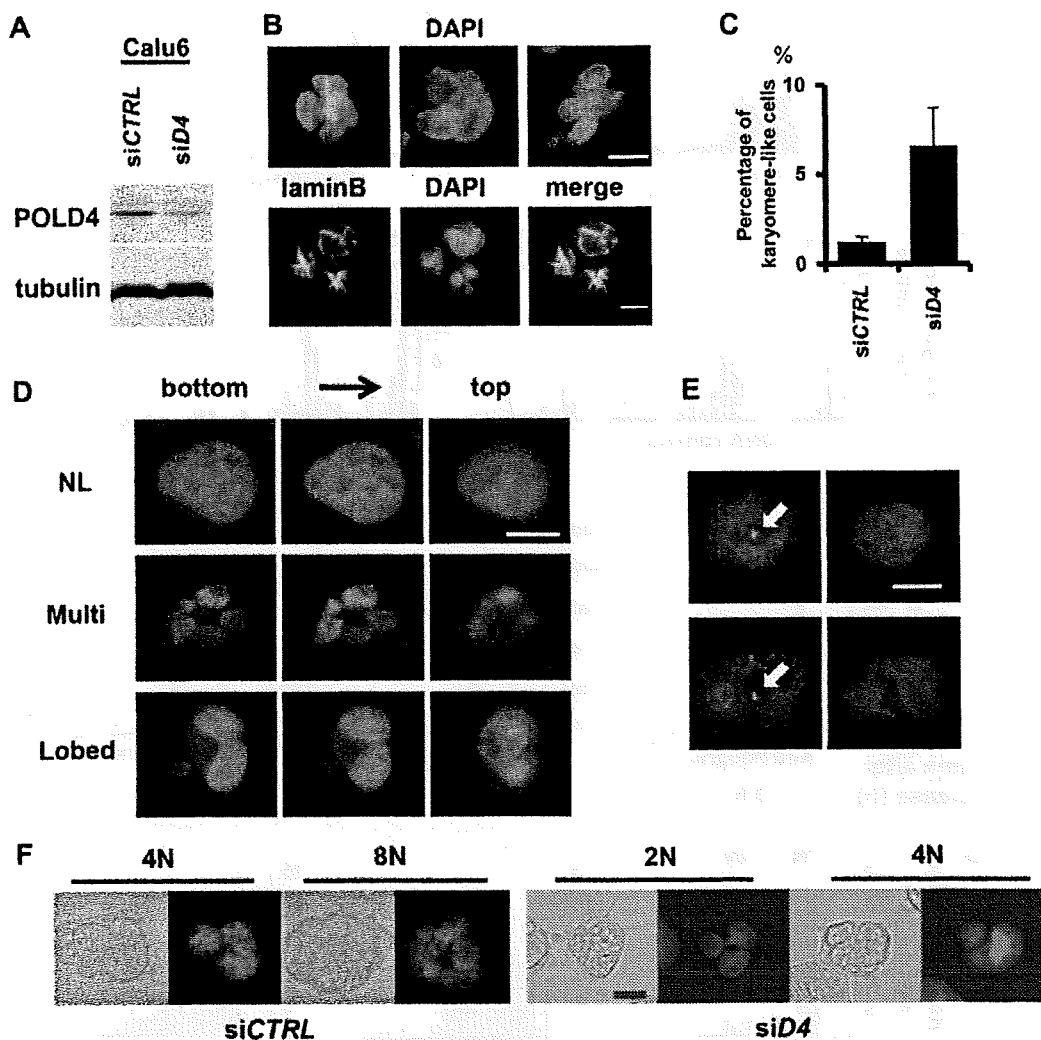 A
Calu6
siCTRL
siD4
POLD4
tubulin
B
DAPI
laminB DAPI merge
C
%
Percentage of
karyomere-like cells
10
5
0
siCTRL
siD4
D
bottom → top
NL
Multi
Lobed
E
F
4N 8N 2N 4N
siCTRL siD4